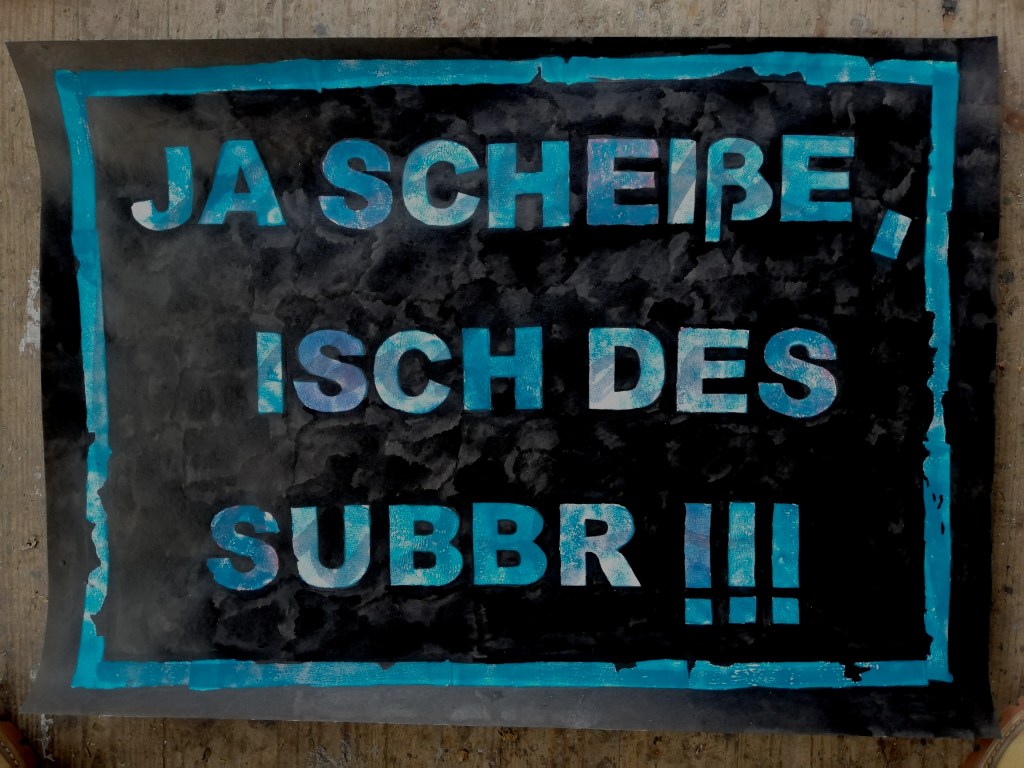 JA SCHEIßE,
ISCH DES
SUBBR !!!